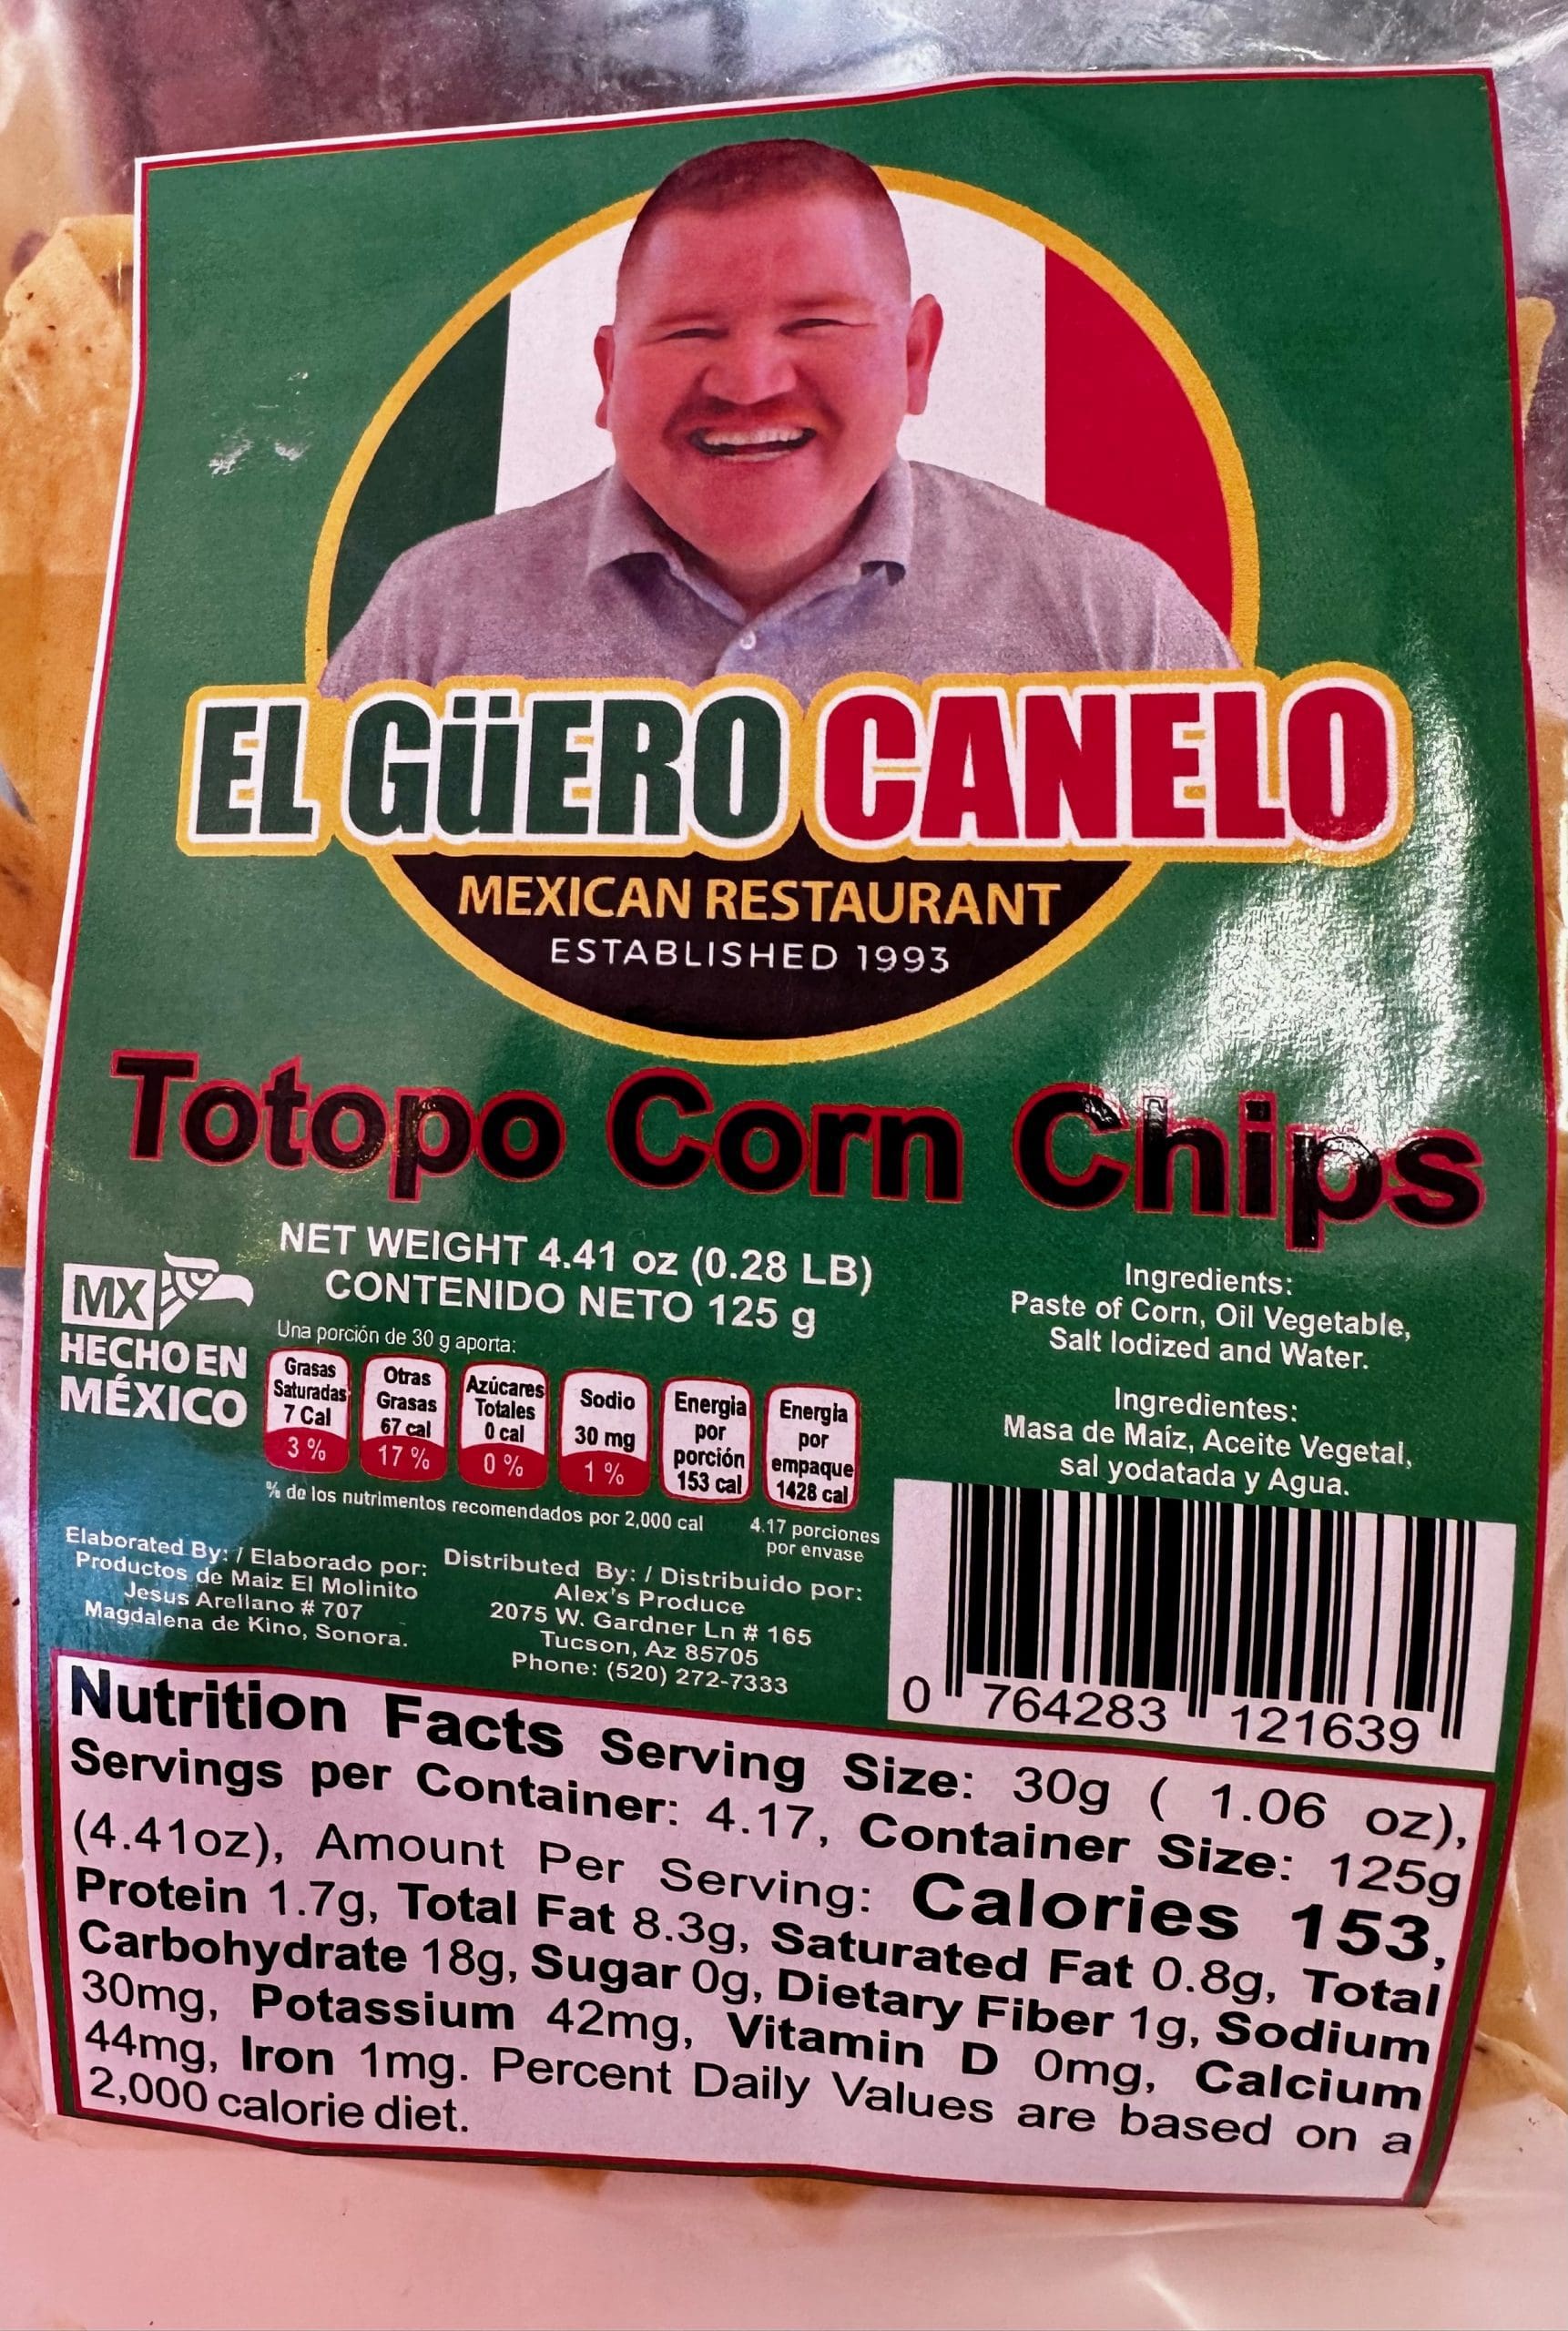 EL GÜERO CANELO
MEXICAN RESTAURANT
ESTABLISHED 1993
Totopo Corn Chips
NET WEIGHT 4.41 oz (0.28 LB)
CONTENIDO NETO 125 g
MX
HECHO EN
MÉXICO
Una porción de 30 g aporta:
Grasas
Saturadas
7 Cal
3 %
Otras
Grasas
67 cal
17 %
Azúcares
Totales
0 cal
0 %
Sodio
30 mg
1 %
Energia
por
porción
153 cal
Energia
por
empaque
1428 cal
% de los nutrimentos recomendados por 2,000 cal
4.17 porciones
por envase
Ingredients:
Paste of Corn, Oil Vegetable,
Salt Iodized and Water.
Ingredientes:
Masa de Maíz, Aceite Vegetal,
sal yodatada y Agua.
Elaborated By: / Elaborado por:
Productos de Maiz El Molinito
Jesus Arellano # 707
Magdalena de Kino, Sonora.
Distributed By: / Distribuido por:
Alex's Produce
2075 W. Gardner Ln # 165
Tucson, Az 85705
Phone: (520) 272-7333
0 764283 121639
Nutrition Facts Serving Size: 30g ( 1.06 oz),
Servings per Container: 4.17, Container Size: 125g
(4.41oz), Amount Per Serving: Calories 153,
Protein 1.7g, Total Fat 8.3g, Saturated Fat 0.8g, Total
Carbohydrate 18g, Sugar 0g, Dietary Fiber 1g, Sodium
30mg, Potassium 42mg, Vitamin D 0mg, Calcium
44mg, Iron 1mg. Percent Daily Values are based on a
2,000 calorie diet.